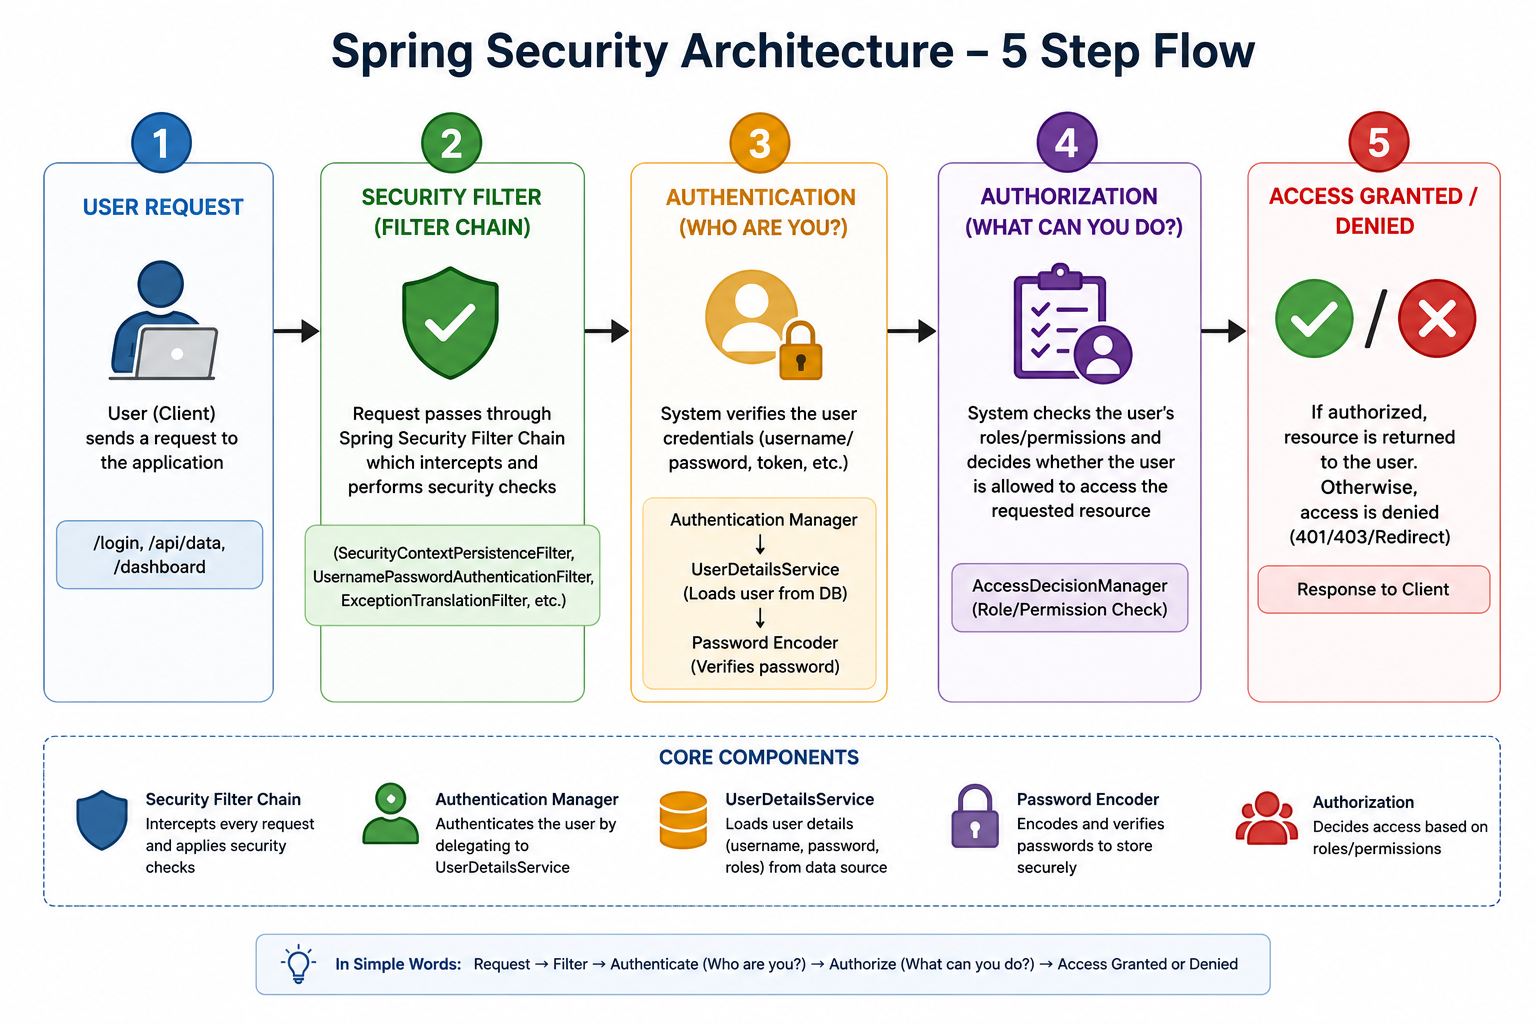 Spring Security Architecture – 5 Step Flow
1
USER REQUEST
User (Client)
sends a request to
the application
/login, /api/data,
/dashboard
2
SECURITY FILTER
(FILTER CHAIN)
Request passes through
Spring Security Filter Chain
which intercepts and
performs security checks
(SecurityContextPersistenceFilter,
UsernamePasswordAuthenticationFilter,
ExceptionTranslationFilter, etc.)
3
AUTHENTICATION
(WHO ARE YOU?)
System verifies the user
credentials (username/
password, token, etc.)
Authentication Manager
↓
UserDetailsService
(Loads user from DB)
↓
Password Encoder
(Verifies password)
4
AUTHORIZATION
(WHAT CAN YOU DO?)
System checks the user's
roles/permissions and
decides whether the user
is allowed to access the
requested resource
AccessDecisionManager
(Role/Permission Check)
5
ACCESS GRANTED /
DENIED
/
If authorized,
resource is returned
to the user.
Otherwise,
access is denied
(401/403/Redirect)
Response to Client
CORE COMPONENTS
Security Filter Chain
Intercepts every request
and applies security
checks
Authentication Manager
Authenticates the user by
delegating to
UserDetailsService
UserDetailsService
Loads user details
(username, password,
roles) from data source
Password Encoder
Encodes and verifies
passwords to store
securely
Authorization
Decides access based on
roles/permissions
In Simple Words: Request → Filter → Authenticate (Who are you?) → Authorize (What can you do?) → Access Granted or Denied